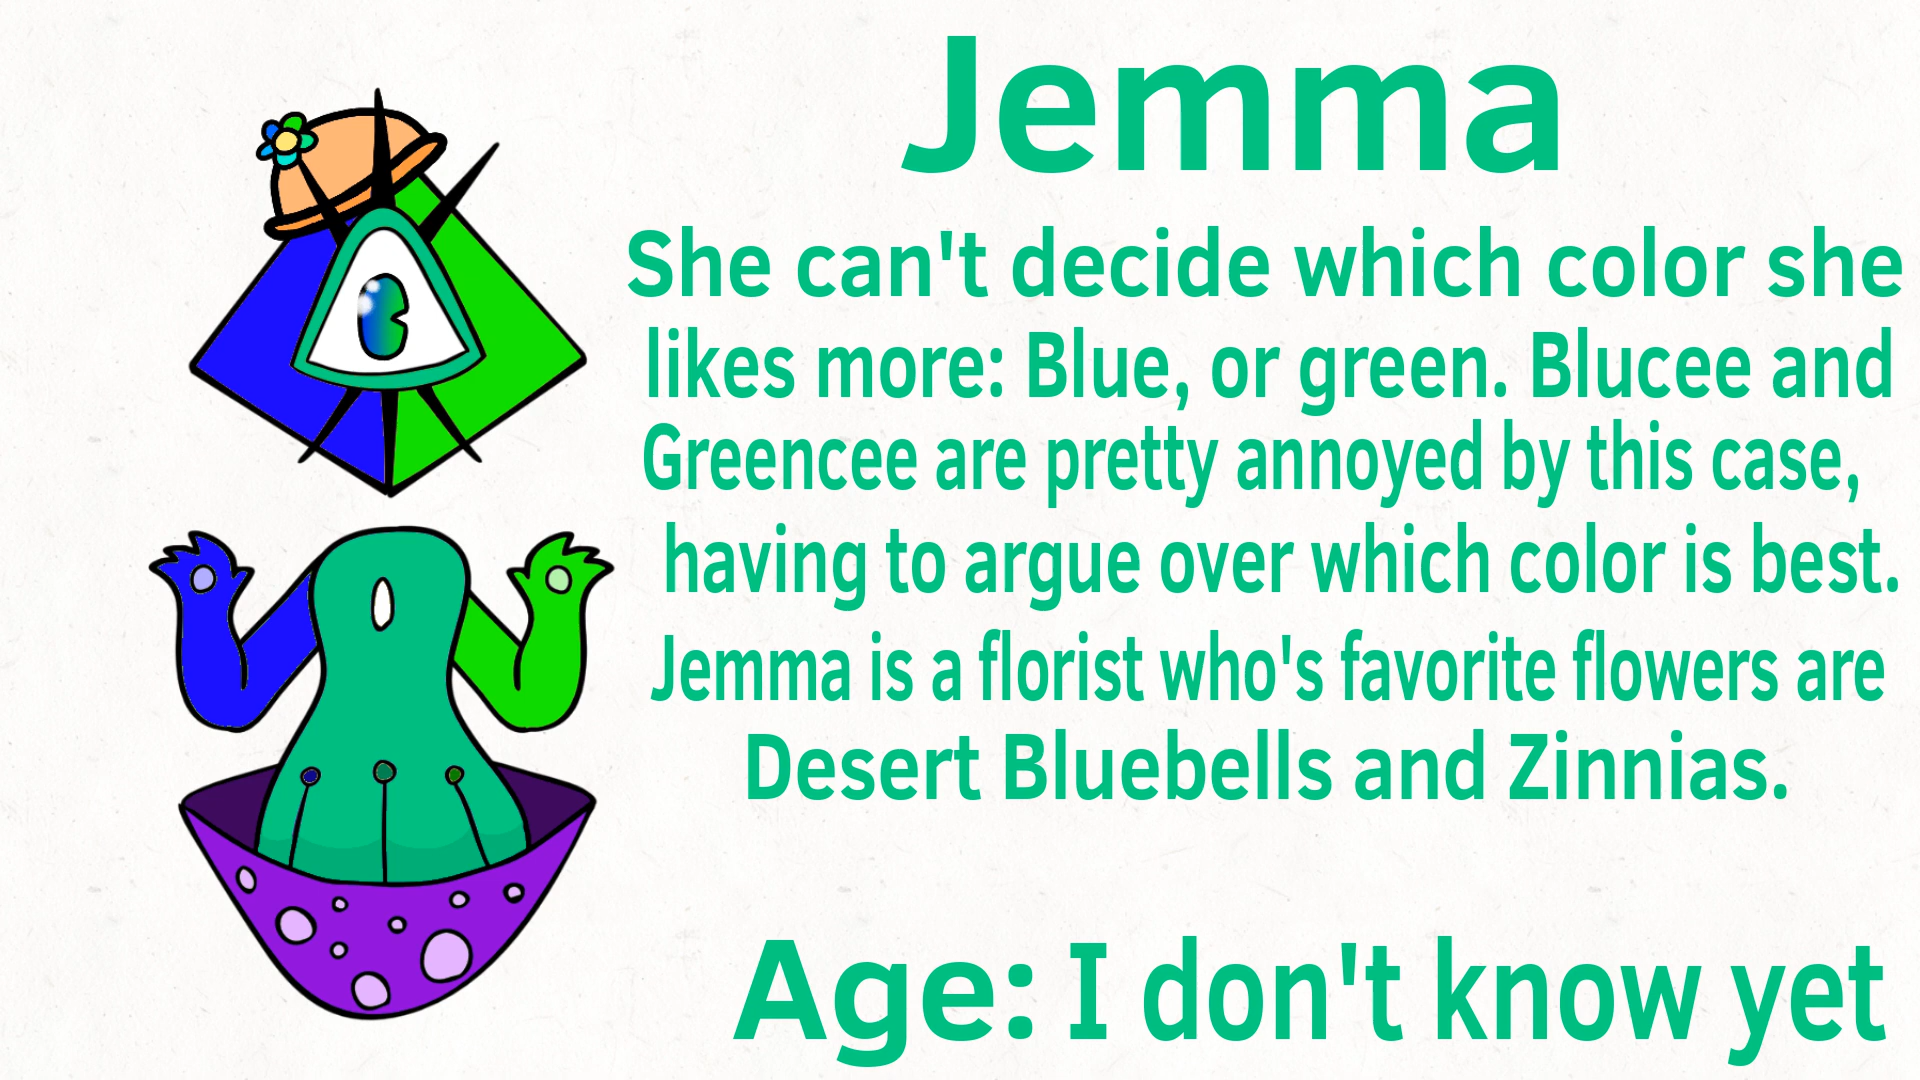 Jemma
She can't decide which color she
likes more: Blue, or green. Blucee and
Greencee are pretty annoyed by this case,
having to argue over which color is best.
Jemma is a florist who's favorite flowers are
Desert Bluebells and Zinnias.
Age: I don't know yet